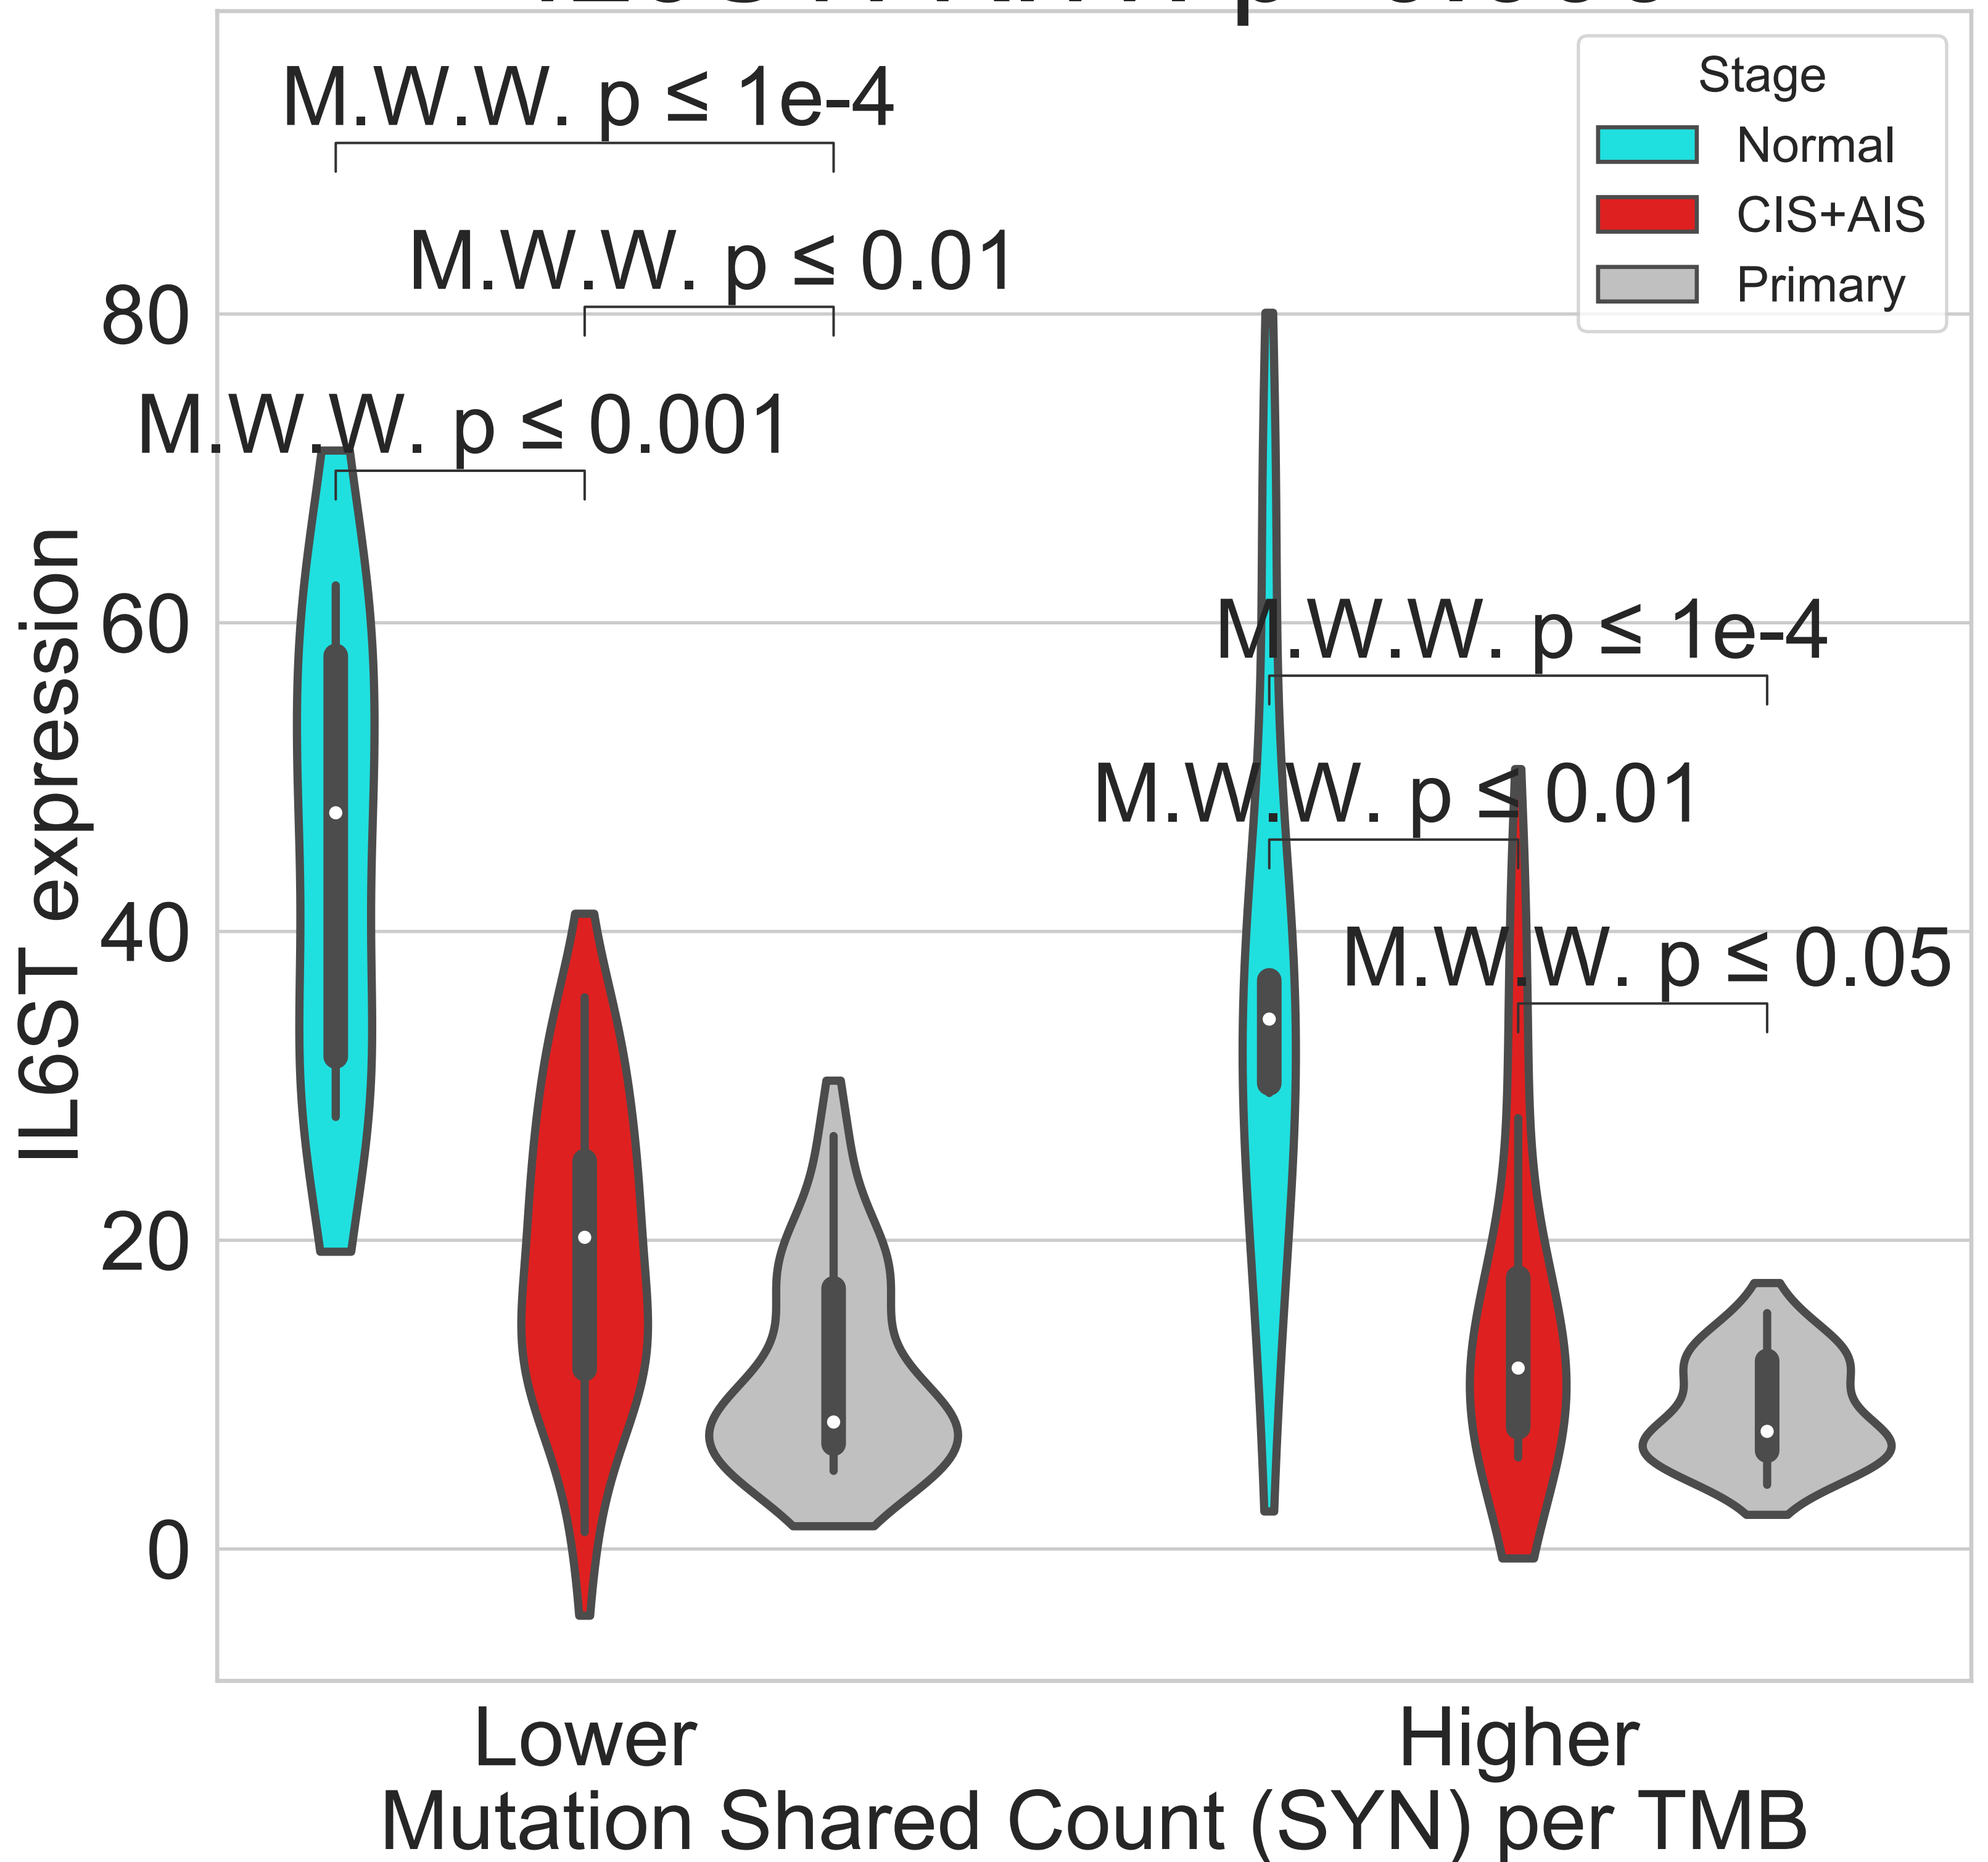 M.W.W. p ≤ 1e-4
Stage
Normal
CIS+AIS
Primary
M.W.W. p ≤ 0.01
M.W.W. p ≤ 0.001
M.W.W. p ≤ 1e-4
M.W.W. p ≤ 0.01
M.W.W. p ≤ 0.05
80
60
40
20
0
IL6ST expression
Lower
Higher
Mutation Shared Count (SYN) per TMB